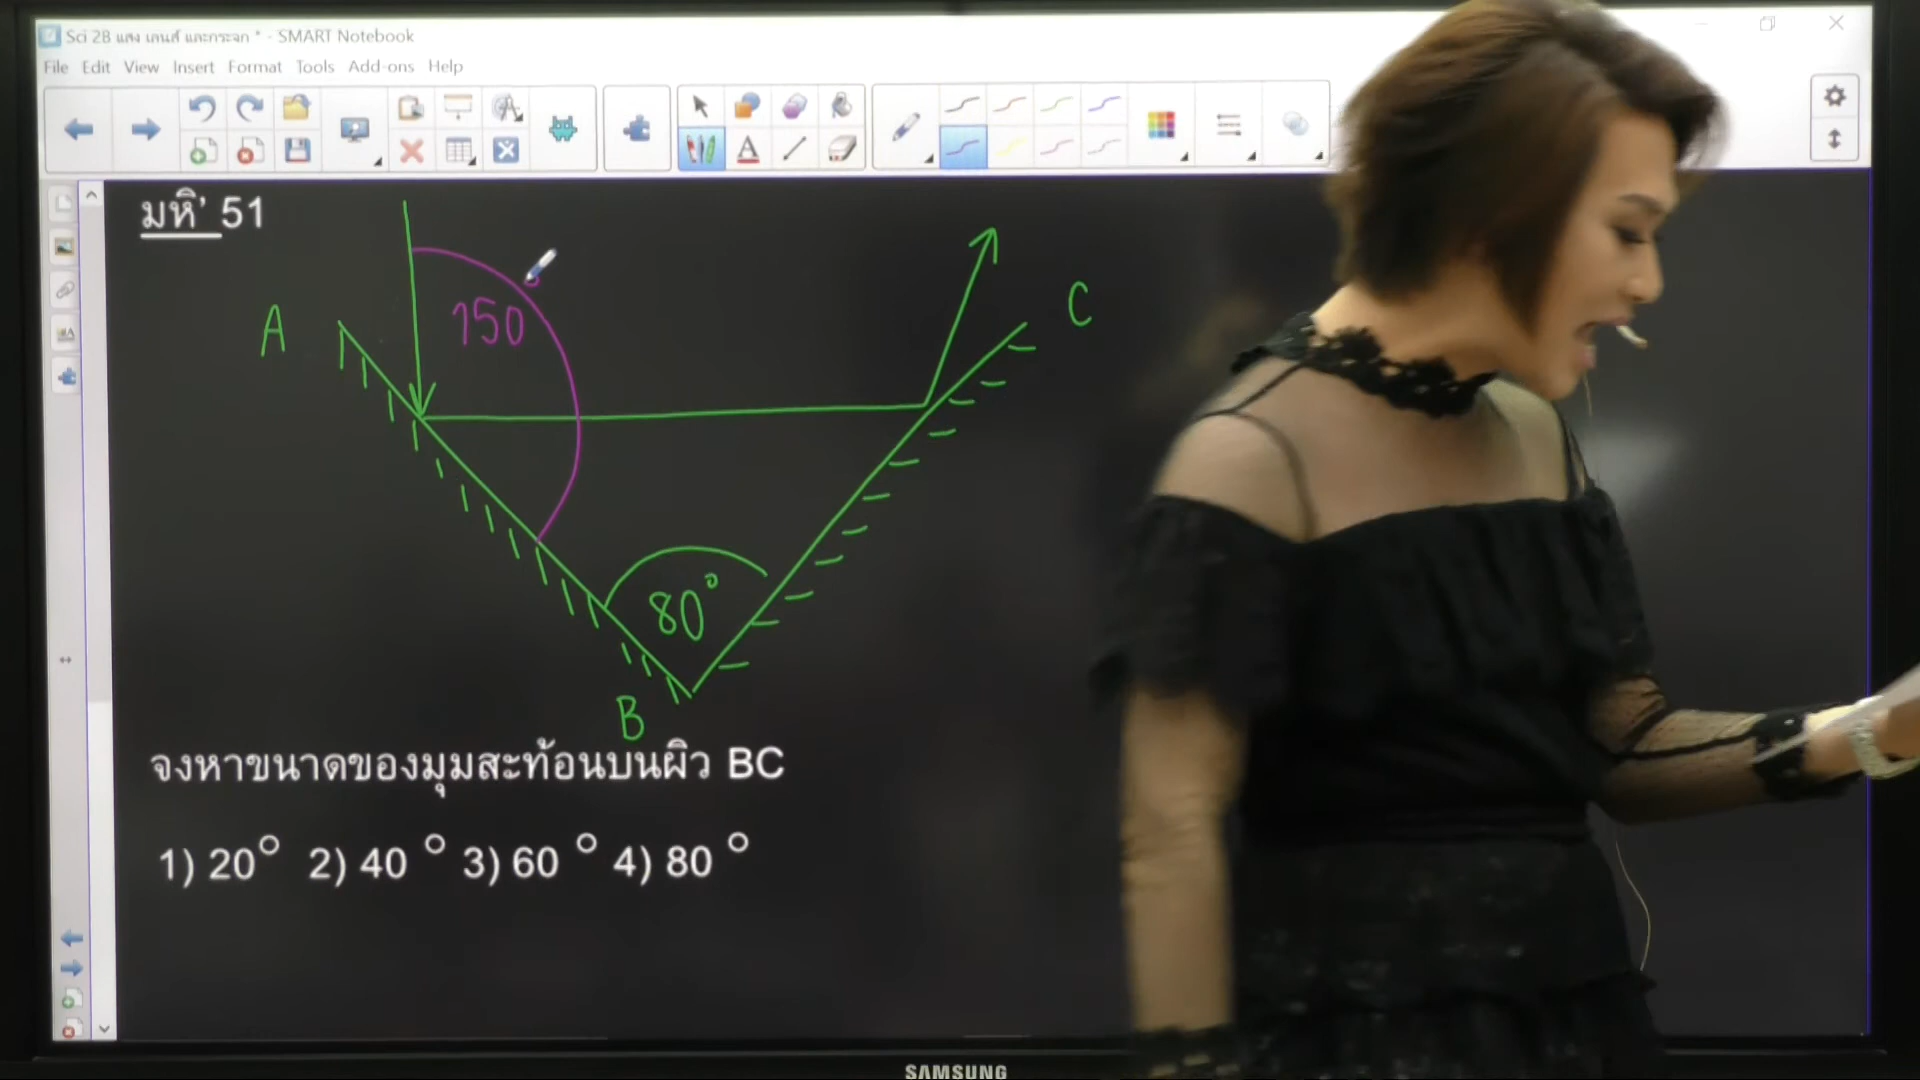 Sci 28 แสง เลนส์ และกระจก * - SMART Notebook
File Edit View Insert Format Tools Add-ons Help
มหิ' 51
150
A
C
80°
B
จงหาขนาดของมุมสะท้อนบนผิว BC
1) 20° 2) 40° 3) 60° 4) 80°
SAMSUNG